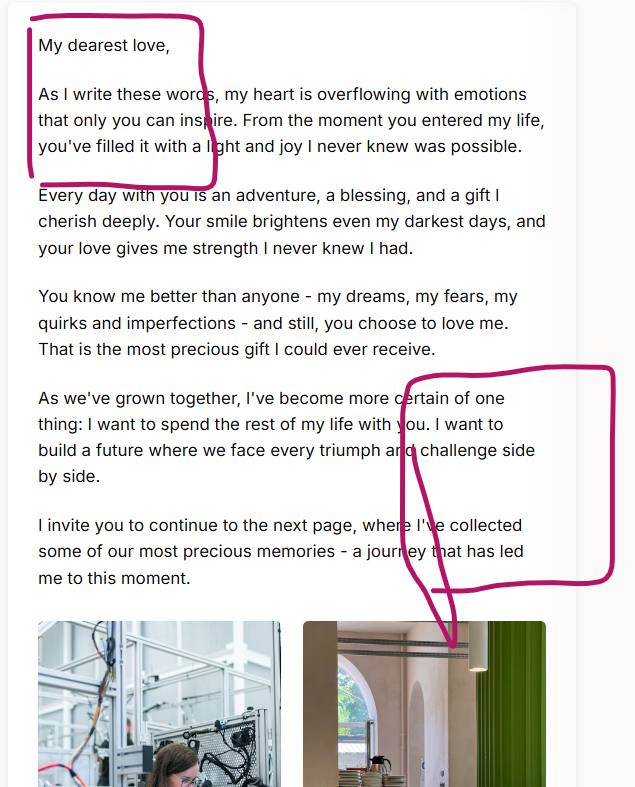 My dearest love,
As I write these words, my heart is overflowing with emotions
that only you can inspire. From the moment you entered my life,
you've filled it with a light and joy I never knew was possible.
Every day with you is an adventure, a blessing, and a gift I
cherish deeply. Your smile brightens even my darkest days, and
your love gives me strength I never knew I had.
You know me better than anyone - my dreams, my fears, my
quirks and imperfections - and still, you choose to love me.
That is the most precious gift I could ever receive.
As we've grown together, I've become more certain of one
thing: I want to spend the rest of my life with you. I want to
build a future where we face every triumph and challenge side
by side.
I invite you to continue to the next page, where I've collected
some of our most precious memories - a journey that has led
me to this moment.